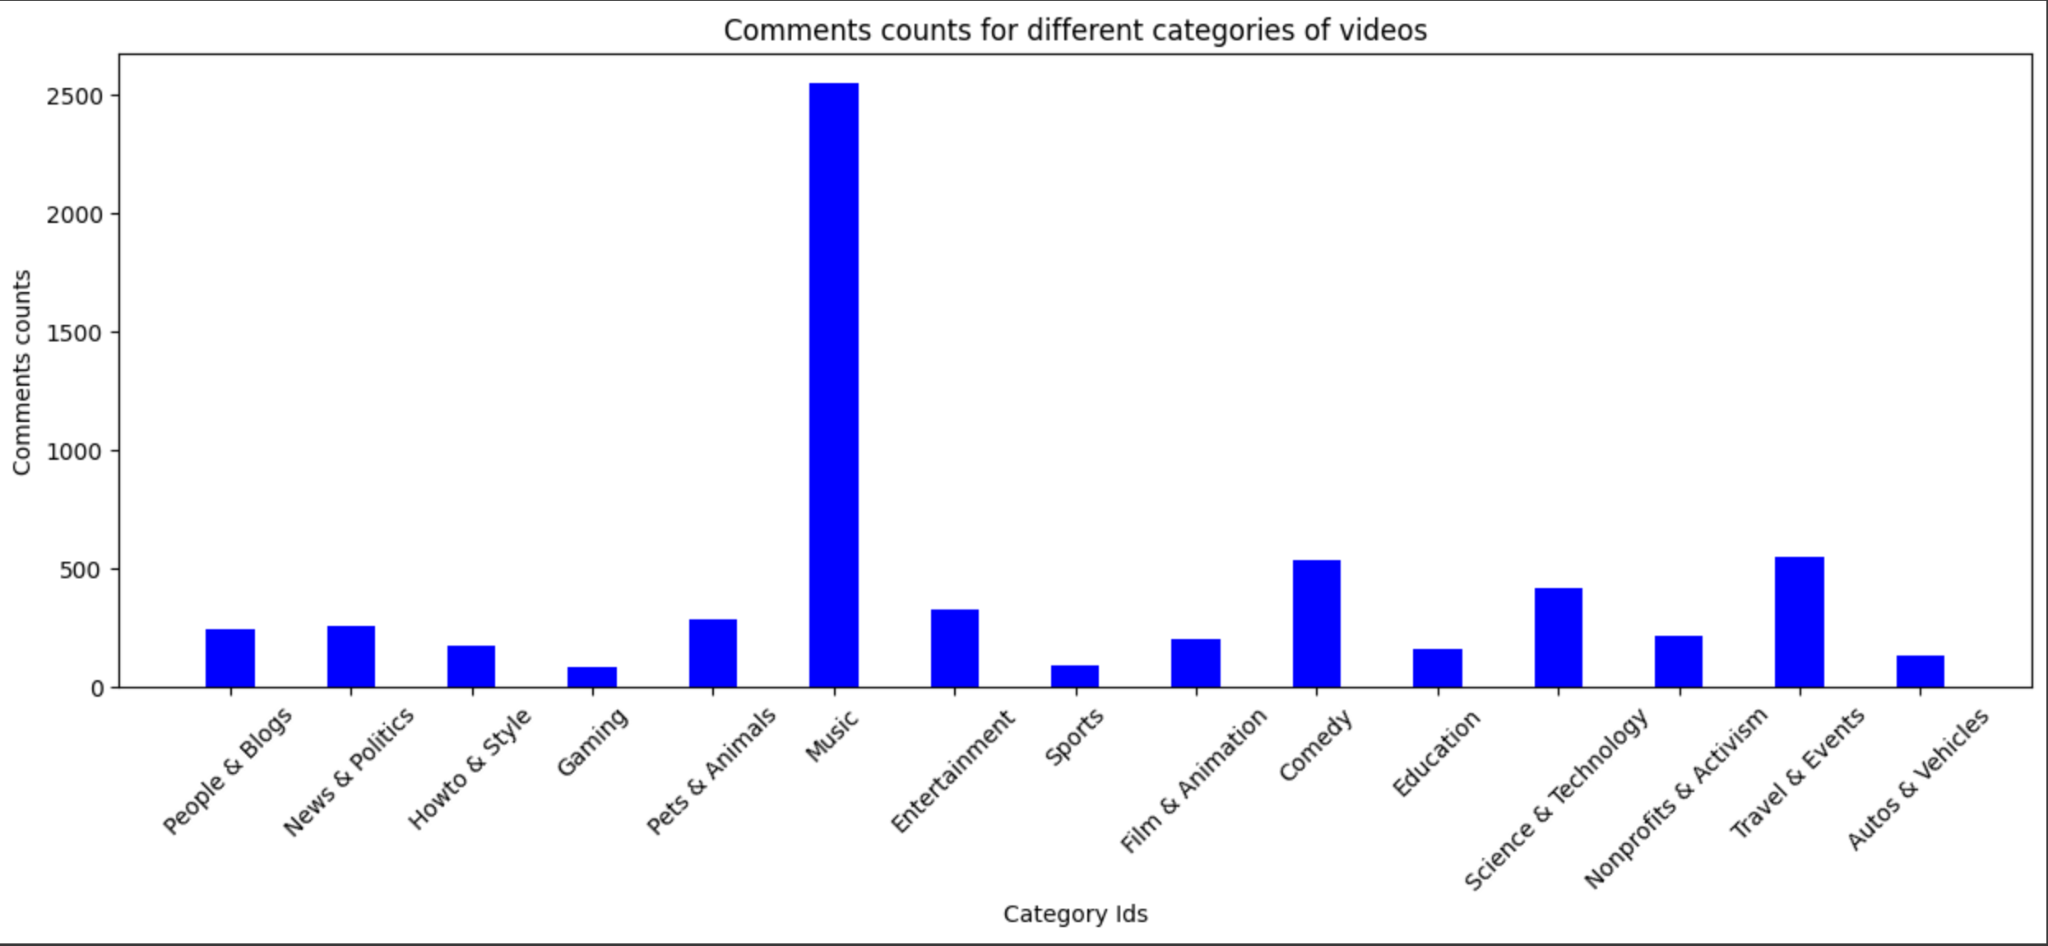 Comments counts for different categories of videos
Comments counts
2500
2000
1500
1000
500
0
People & Blogs
News & Politics
Howto & Style
Gaming
Pets & Animals
Music
Entertainment
Sports
Film & Animation
Comedy
Education
Science & Technology
Nonprofits & Activism
Travel & Events
Autos & Vehicles
Category Ids